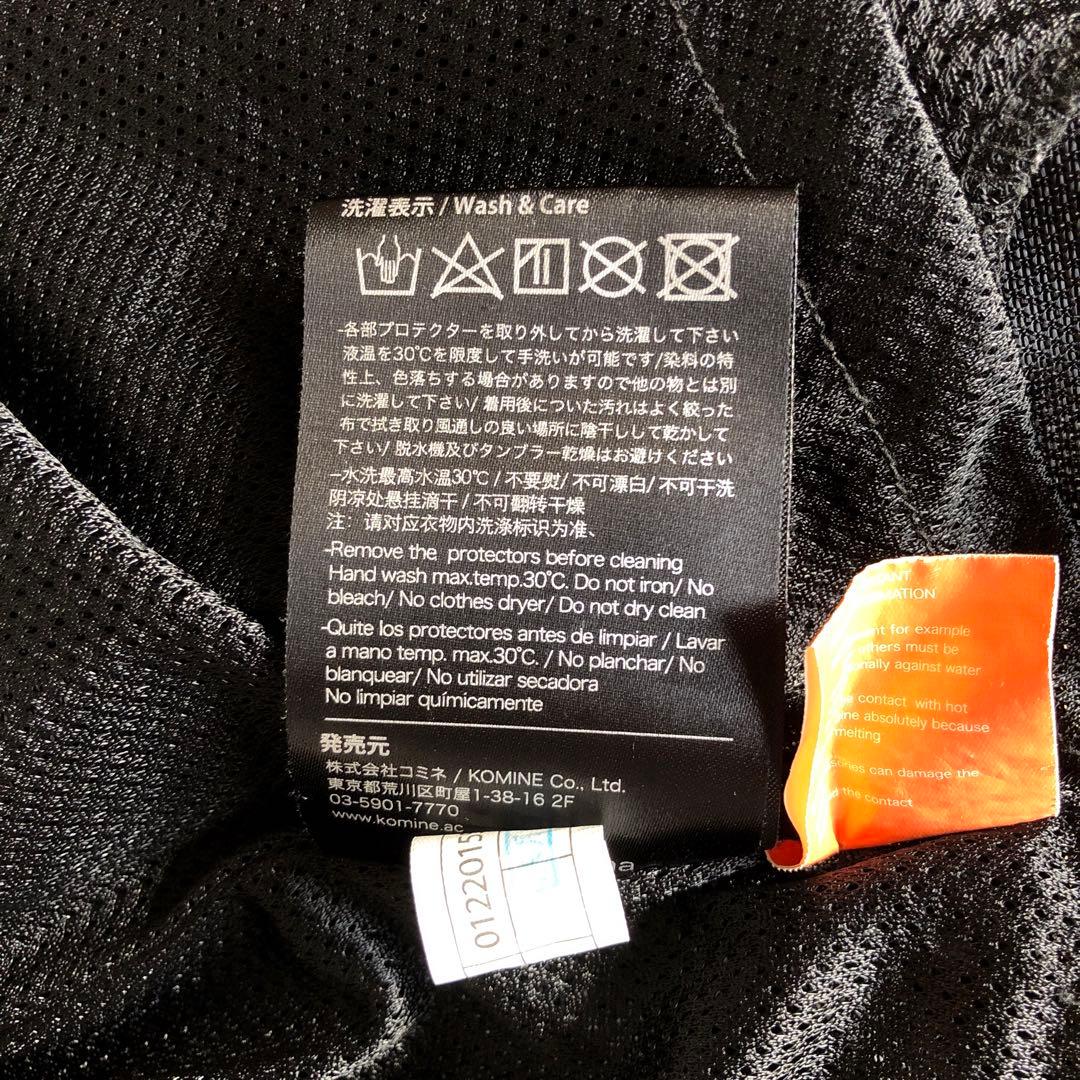 洗濯表示 / Wash & Care
-各部プロテクターを取り外してから洗濯して下さい
液温を30℃を限度して手洗いが可能です/染料の特
性上、色落ちする場合がありますので他の物とは別
に洗濯して下さい/ 着用後についた汚れはよく絞った
布で拭き取り風通しの良い場所に陰干しして乾かして
下さい/ 脱水機及びタンブラー乾燥はお避けください
-水洗最高水温30℃ / 不要熨/ 不可漂白/ 不可干洗
阴凉处悬挂滴干 / 不可翻转干燥
注：请对应衣物内洗涤标识为准、
-Remove the protectors before cleaning
Hand wash max.temp.30℃. Do not iron/ No
bleach/ No clothes dryer/ Do not dry clean
-Quite los protectores antes de limpiar / Lavar
a mano temp. max.30℃. / No planchar/ No
blanquear/ No utilizar secadora
No limpiar químicamente
発売元
株式会社コミネ / KOMINE Co., Ltd.
東京都荒川区町屋1-38-16 2F
03-5901-7770
www.komine.ac
0122015
for example
others must be
against water
contact with hot
absolutely because
melting
can damage the
the contact